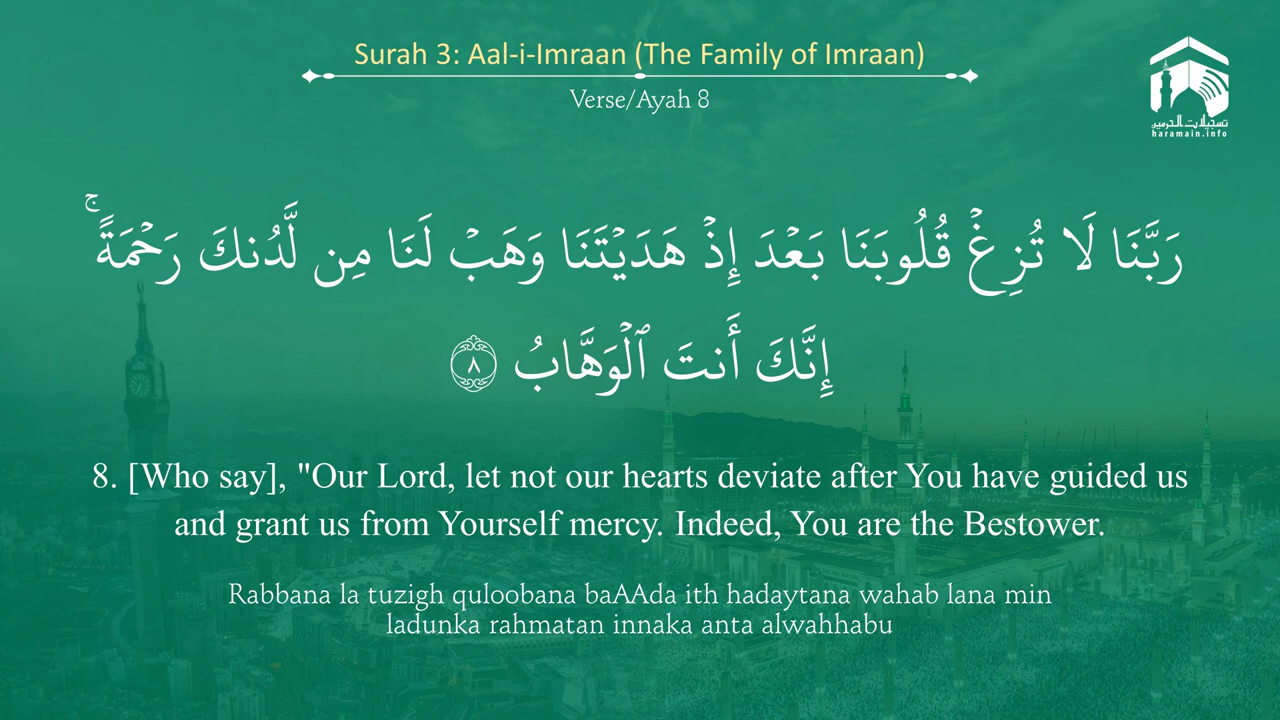 Surah 3: Aal-i-Imraan (The Family of Imraan)
Verse/Ayah 8
تسجيلات الحرمين
haramain.info
رَبَّنَا لَا تُزِغۡ قُلُوبَنَا بَعۡدَ إِذۡ هَدَيۡتَنَا وَهَبۡ لَنَا مِن لَّدُنكَ رَحۡمَةًۚ
إِنَّكَ أَنتَ ٱلۡوَهَّابُ ٨
8. [Who say], "Our Lord, let not our hearts deviate after You have guided us
and grant us from Yourself mercy. Indeed, You are the Bestower.
Rabbana la tuzigh quloobana baAAda ith hadaytana wahab lana min
ladunka rahmatan innaka anta alwahhabu